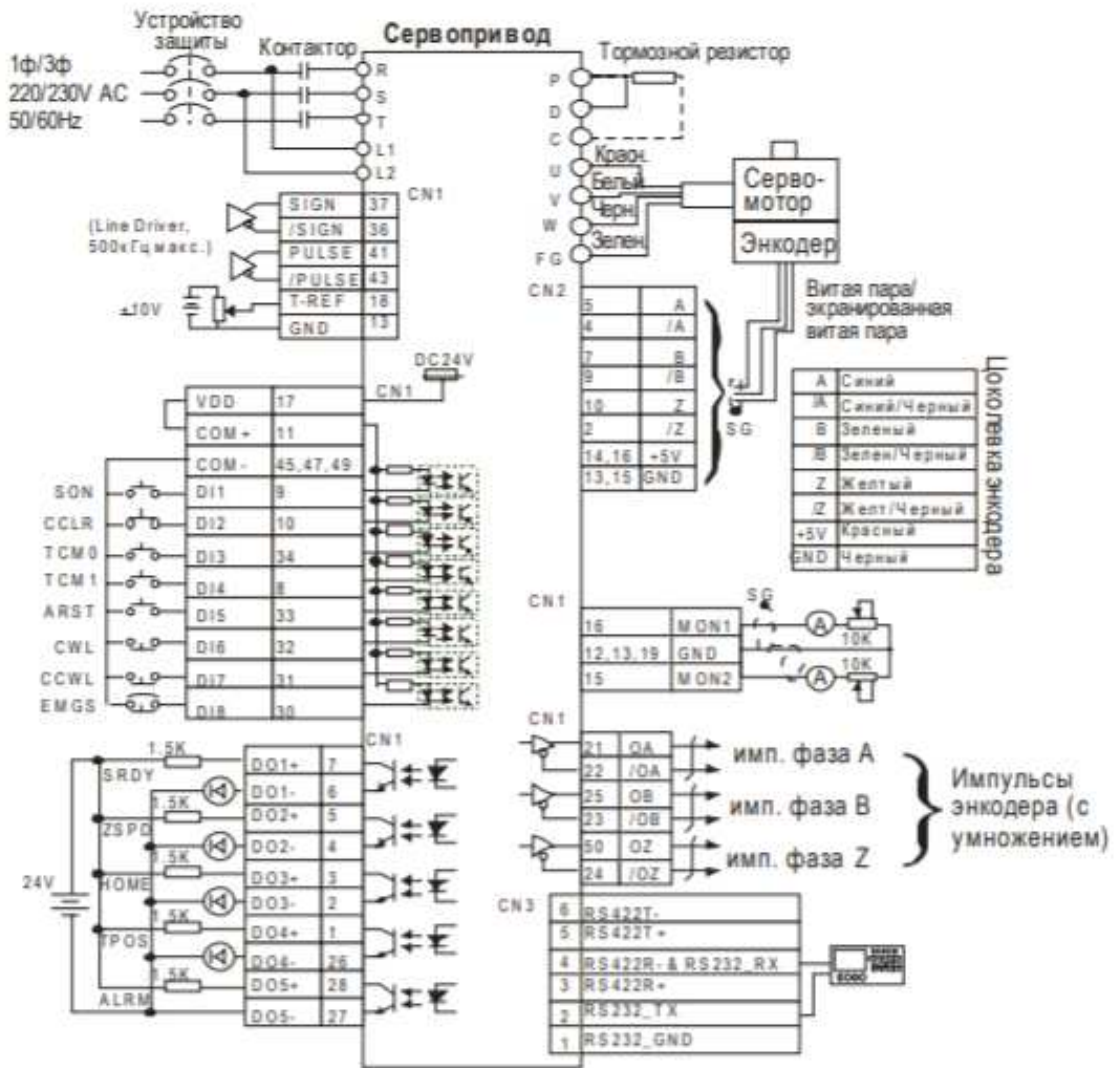 Сервопривод
Устройство
защиты
Контактор
1ф/3ф
220/230V AC
50/60Hz
R
S
T
L1
L2
Тормозной резистор
P
D
C
U
V
W
FG
Красн.
Белый
Черн.
Зелен.
Серво-
мотор
Энкодер
CN1
(Line Driver,
500кГц макс.)
SIGN 37
/SIGN 36
PULSE 41
/PULSE 43
T-REF 18
GND 13
±10V
CN2
5 A
4 /A
7 B
9 /B
10 Z
2 /Z
14,16 +5V
13,15 GND
SG
Витая пара/
экранированная
витая пара
Цоколевка энкодера
A Синий
/A Синий/Черный
B Зеленый
/B Зелен/Черный
Z Желтый
/Z Желт/Черный
+5V Красный
GND Черный
DC24V
CN1
VDD 17
COM+ 11
COM- 45,47,49
SON DI1 9
CCLR DI2 10
TCM0 DI3 34
TCM1 DI4 8
ARST DI5 33
CWL DI6 32
CCWL DI7 31
EMGS DI8 30
CN1
SG
16 MON1
12,13,19 GND
15 MON2
A
10K
10K
A
CN1
21 OA
22 /OA
25 OB
23 /OB
50 OZ
24 /OZ
имп. фаза A
имп. фаза B
имп. фаза Z
Импульсы
энкодера (с
умножением)
CN1
24V
1.5K
SRDY
DO1+ 7
DO1- 6
1.5K
ZSPD
DO2+ 5
DO2- 4
1.5K
HOME
DO3+ 3
DO3- 2
1.5K
TPOS
DO4+ 1
DO4- 26
1.5K
ALRM
DO5+ 28
DO5- 27
CN3
6 RS422T-
5 RS422T+
4 RS422R- & RS232_RX
3 RS422R+
2 RS232_TX
1 RS232_GND